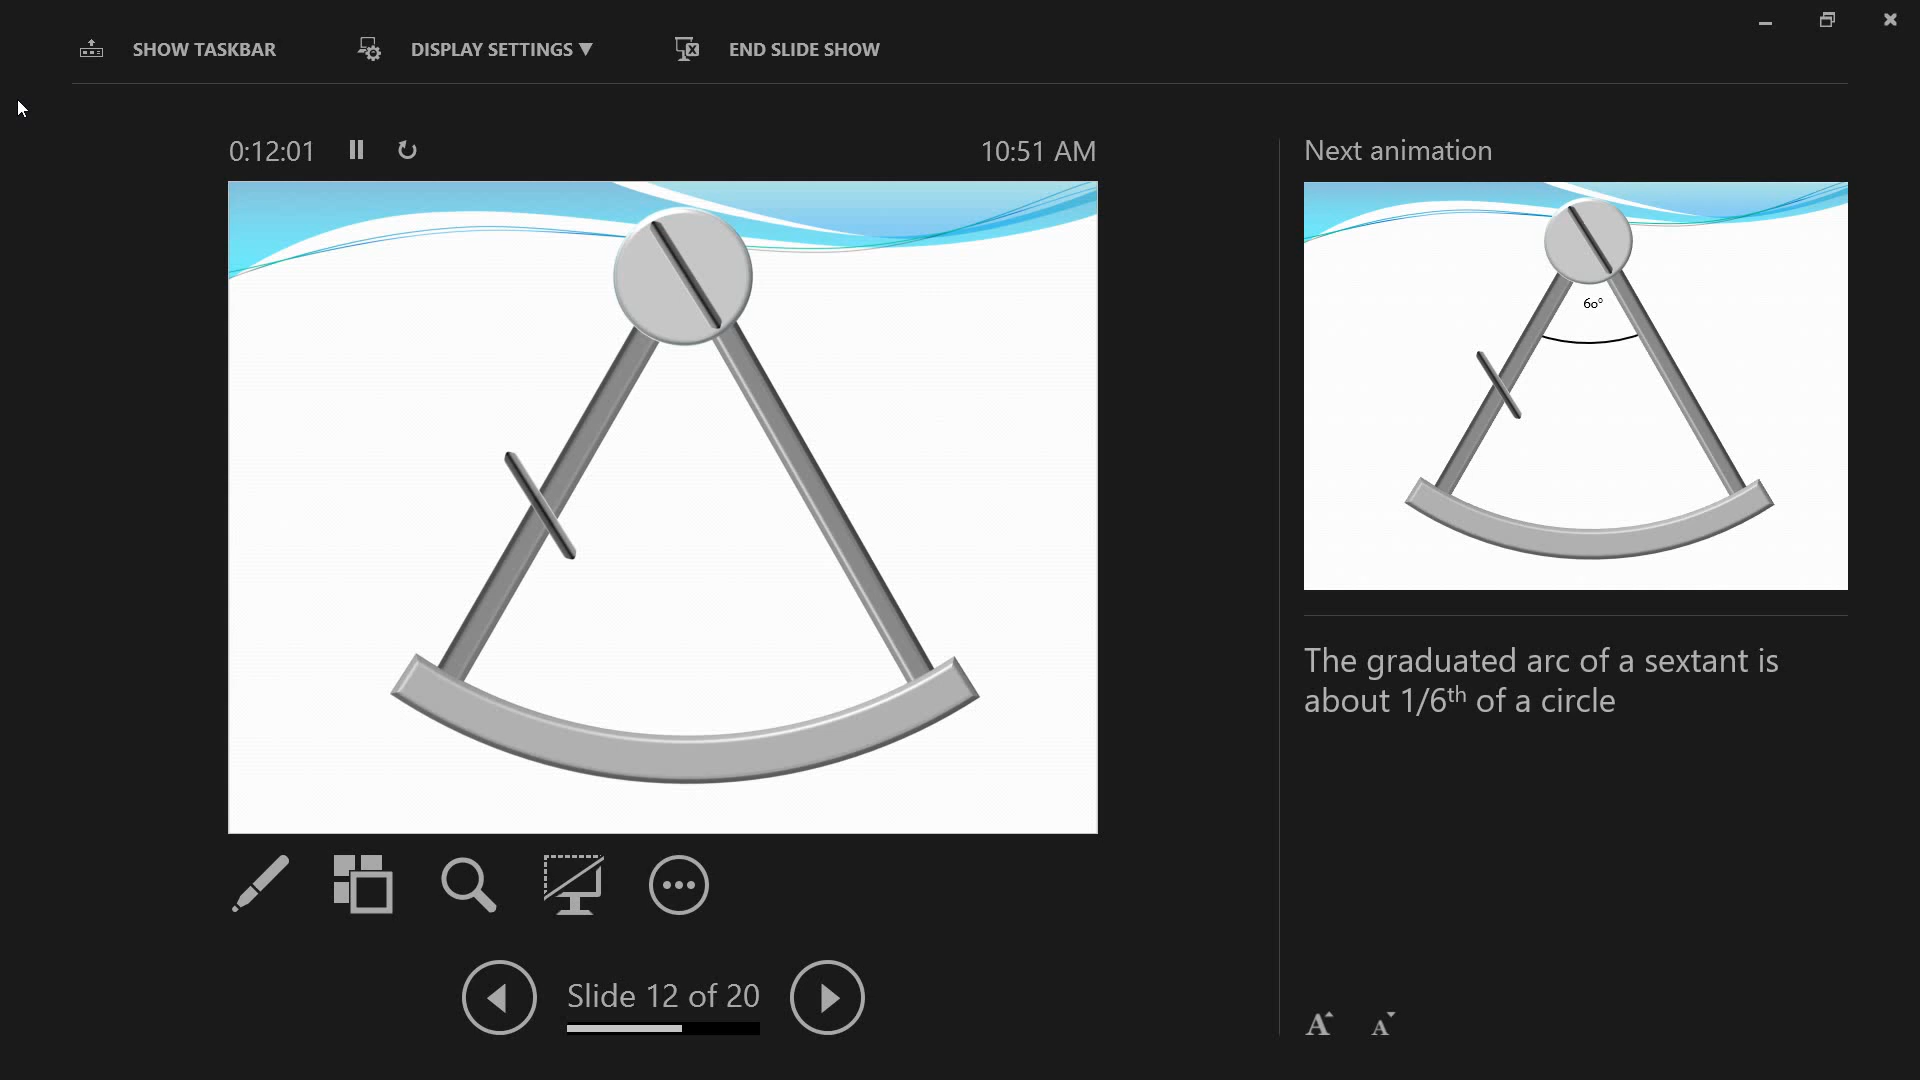 SHOW TASKBAR
DISPLAY SETTINGS ▼
END SLIDE SHOW
0:12:01
10:51 AM
Next animation
60°
The graduated arc of a sextant is
about 1/6th of a circle
Slide 12 of 20
A
A